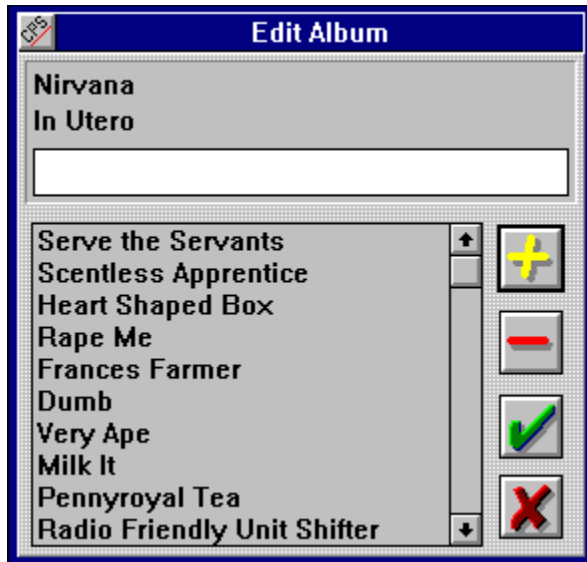 CPS
Edit Album
Nirvana
In Utero
Serve the Servants
Scentless Apprentice
Heart Shaped Box
Rape Me
Frances Farmer
Dumb
Very Ape
Milk It
Pennyroyal Tea
Radio Friendly Unit Shifter